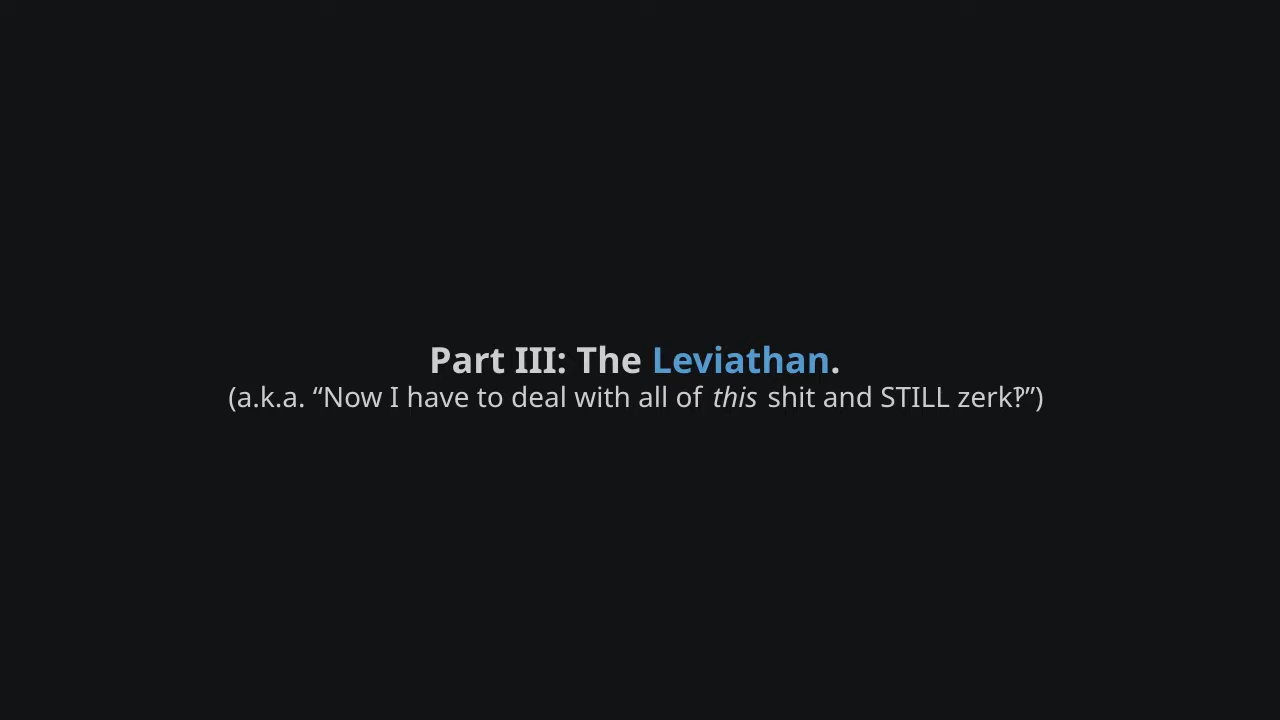 Part III: The Leviathan.
(a.k.a. “Now I have to deal with all of this shit and STILL zerk‽”)